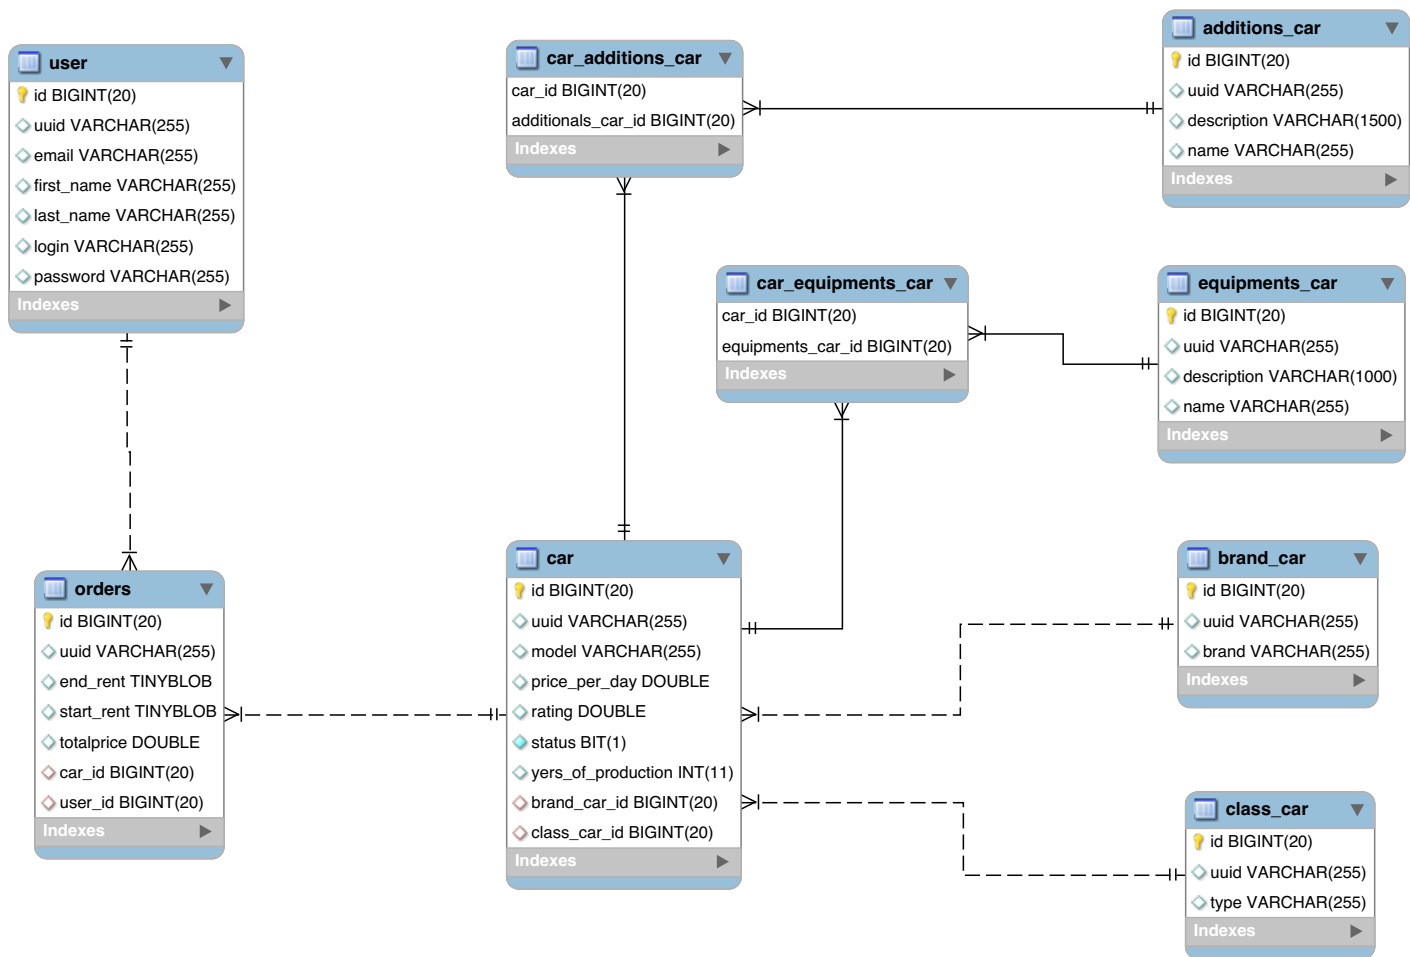 user
id BIGINT(20)
uuid VARCHAR(255)
email VARCHAR(255)
first_name VARCHAR(255)
last_name VARCHAR(255)
login VARCHAR(255)
password VARCHAR(255)
Indexes
car_additions_car
car_id BIGINT(20)
additionals_car_id BIGINT(20)
Indexes
additions_car
id BIGINT(20)
uuid VARCHAR(255)
description VARCHAR(1500)
name VARCHAR(255)
Indexes
car_equipments_car
car_id BIGINT(20)
equipments_car_id BIGINT(20)
Indexes
equipments_car
id BIGINT(20)
uuid VARCHAR(255)
description VARCHAR(1000)
name VARCHAR(255)
Indexes
orders
id BIGINT(20)
uuid VARCHAR(255)
end_rent TINYBLOB
start_rent TINYBLOB
totalprice DOUBLE
car_id BIGINT(20)
user_id BIGINT(20)
Indexes
car
id BIGINT(20)
uuid VARCHAR(255)
model VARCHAR(255)
price_per_day DOUBLE
rating DOUBLE
status BIT(1)
yers_of_production INT(11)
brand_car_id BIGINT(20)
class_car_id BIGINT(20)
Indexes
brand_car
id BIGINT(20)
uuid VARCHAR(255)
brand VARCHAR(255)
Indexes
class_car
id BIGINT(20)
uuid VARCHAR(255)
type VARCHAR(255)
Indexes